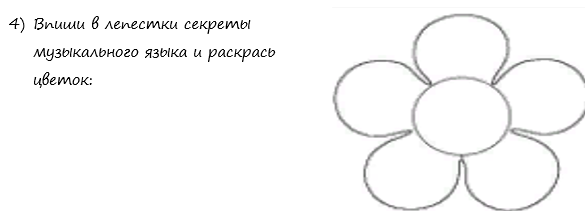 4) Впиши в лепестки секреты
музыкального языка и раскрась
цветок: